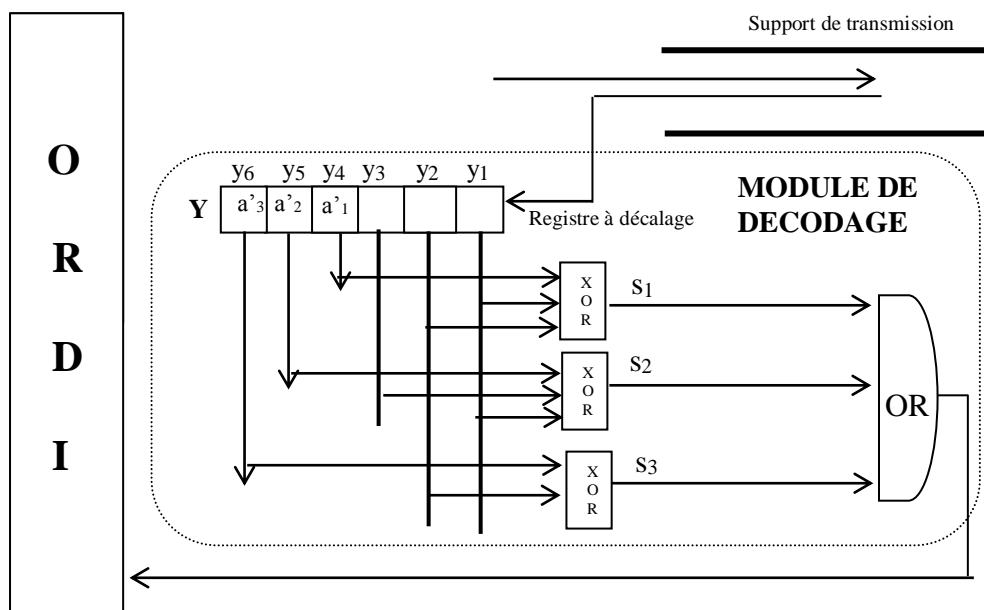 Support de transmission
O
R
D
I
y6 y5 y4 y3 y2 y1
Y a'3 a'2 a'1
Registre à décalage
MODULE DE
DECODAGE
X
O
R
s1
X
O
R
s2
X
O
R
s3
OR